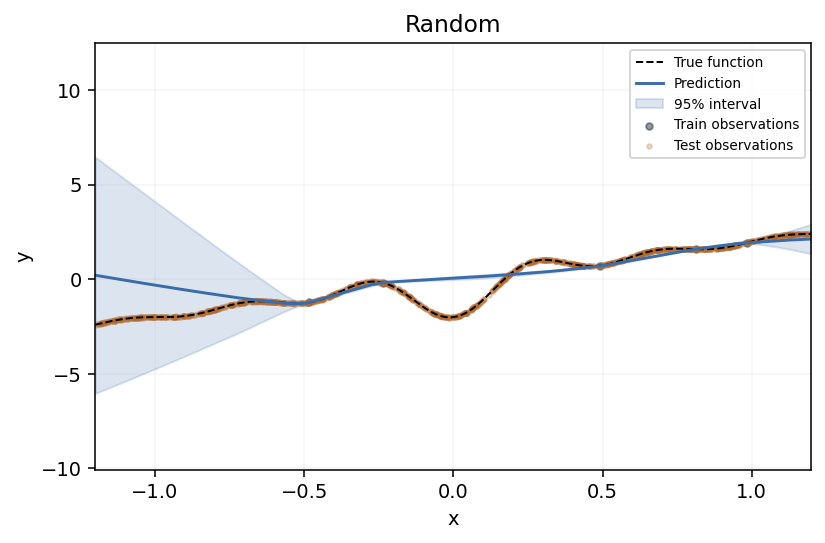 Random
10
5
0
−5
−10
y
−1.0
−0.5
0.0
0.5
1.0
x
True function
Prediction
95% interval
Train observations
Test observations